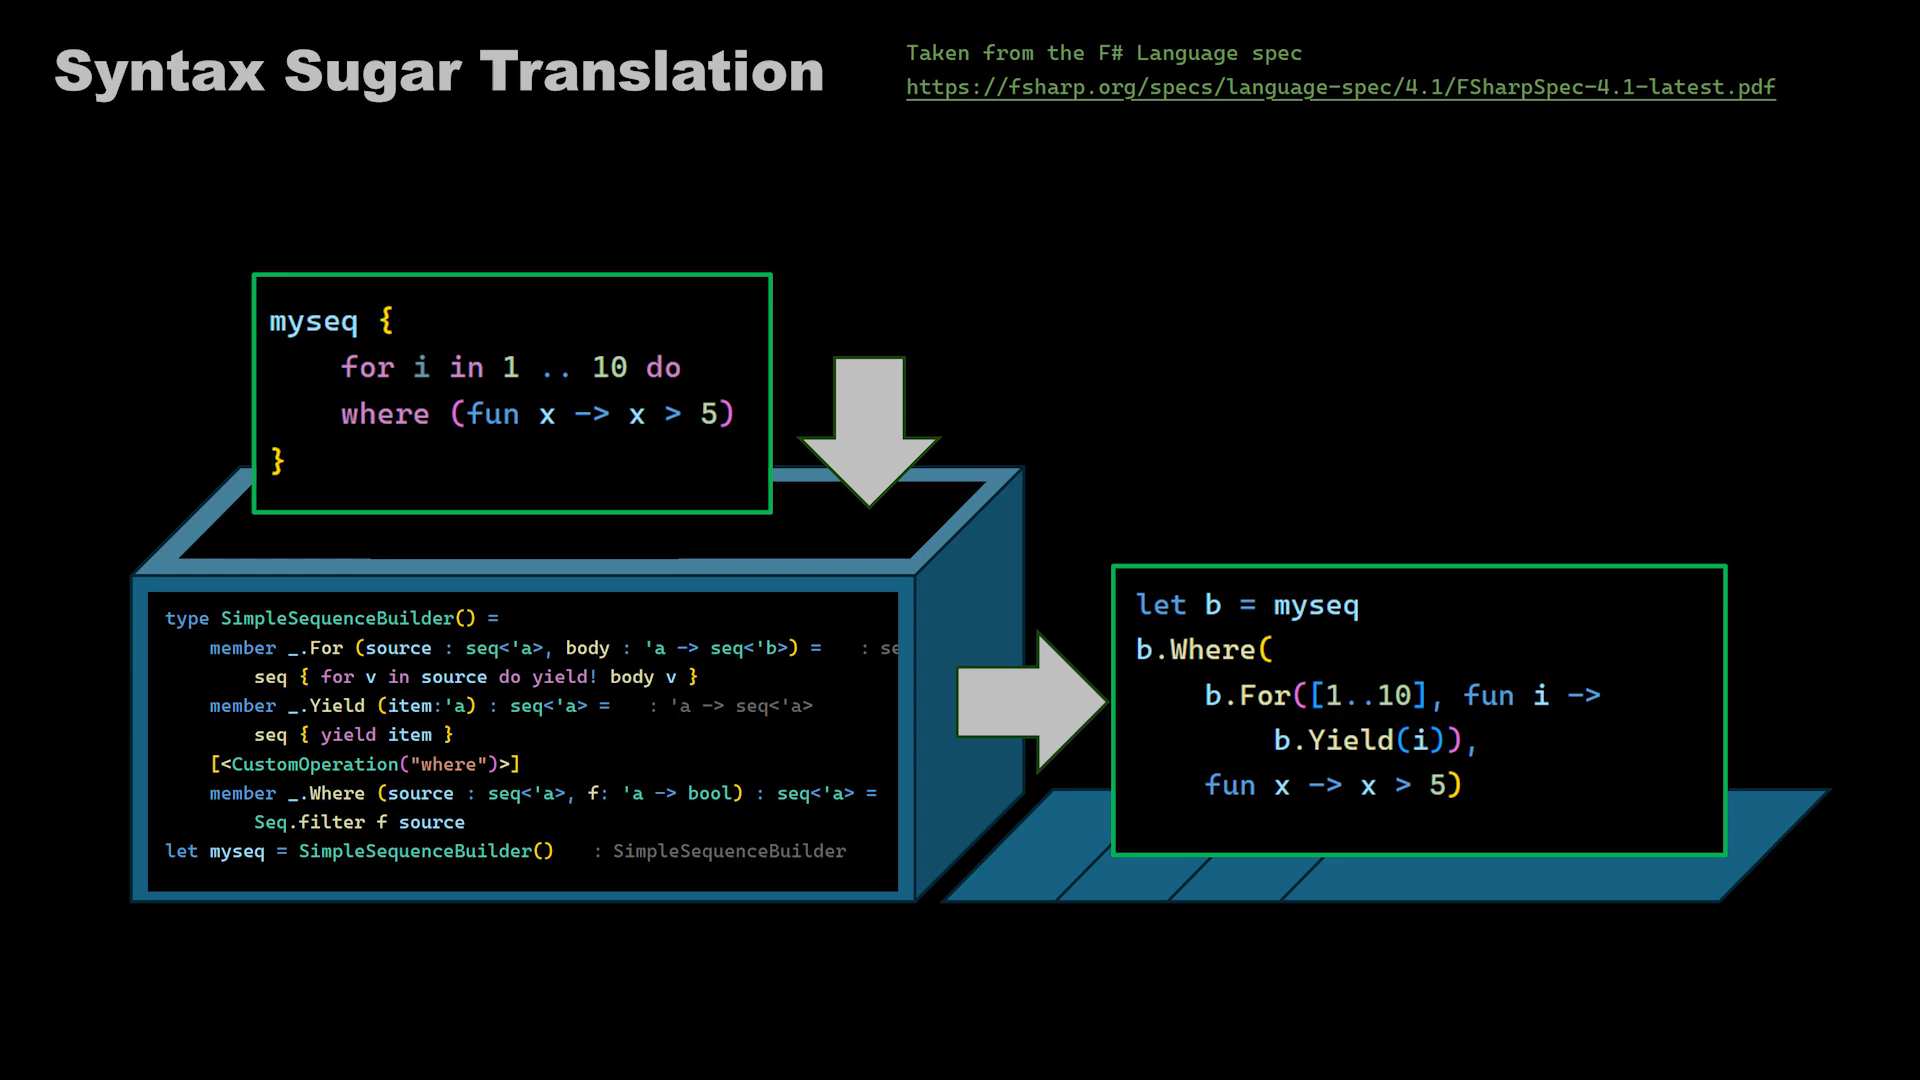 Syntax Sugar Translation
Taken from the F# Language spec
https://fsharp.org/specs/language-spec/4.1/FSharpSpec-4.1-latest.pdf
myseq {
    for i in 1 .. 10 do
    where (fun x -> x > 5)
}
type SimpleSequenceBuilder() =
    member _.For (source : seq<'a>, body : 'a -> seq<'b>) =   : se
        seq { for v in source do yield! body v }
    member _.Yield (item:'a) : seq<'a> =   : 'a -> seq<'a>
        seq { yield item }
    [<CustomOperation("where")>]
    member _.Where (source : seq<'a>, f: 'a -> bool) : seq<'a> =
        Seq.filter f source
let myseq = SimpleSequenceBuilder()   : SimpleSequenceBuilder
let b = myseq
b.Where(
    b.For([1..10], fun i ->
        b.Yield(i)),
    fun x -> x > 5)